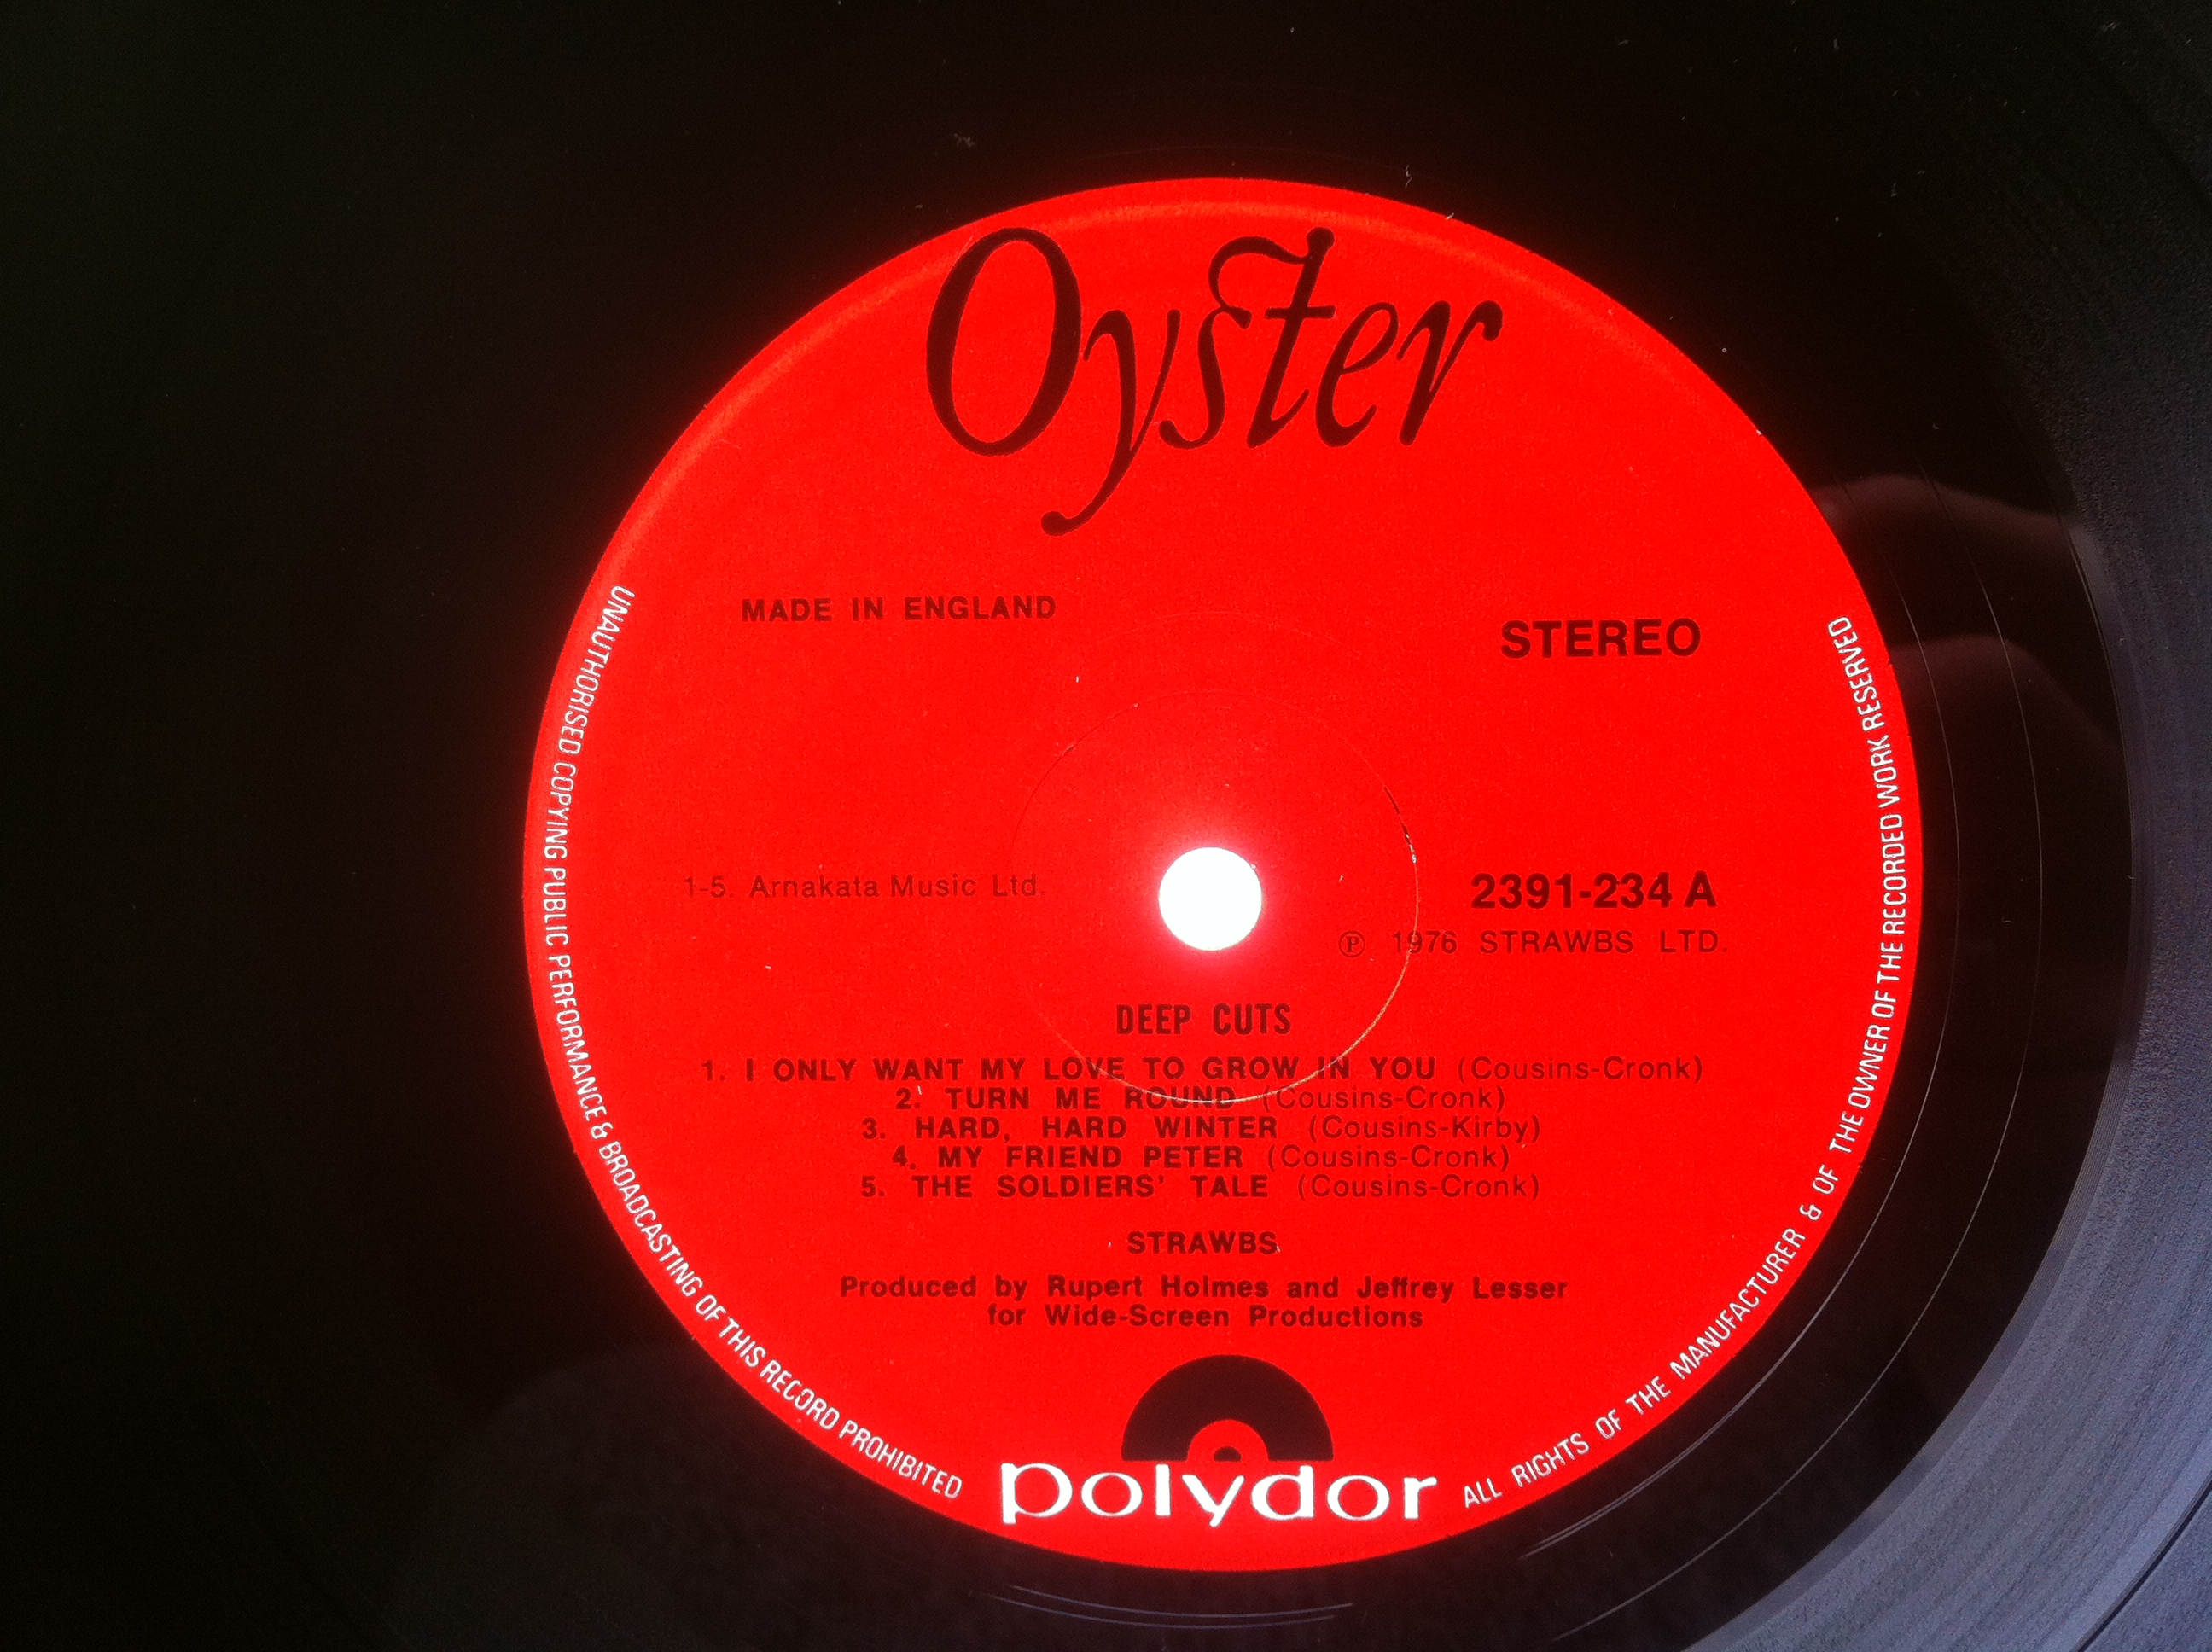 Oyster
MADE IN ENGLAND
STEREO
1-5. Arnakata Music Ltd.
2391-234 A
℗ 1976 STRAWBS LTD.
DEEP CUTS
1. I ONLY WANT MY LOVE TO GROW IN YOU (Cousins-Cronk)
2. TURN ME ROUND (Cousins-Cronk)
3. HARD, HARD WINTER (Cousins-Kirby)
4. MY FRIEND PETER (Cousins-Cronk)
5. THE SOLDIERS' TALE (Cousins-Cronk)
STRAWBS
Produced by Rupert Holmes and Jeffrey Lesser
for Wide-Screen Productions
polydor
UNAUTHORISED COPYING PUBLIC PERFORMANCE & BROADCASTING OF THIS RECORD PROHIBITED
ALL RIGHTS OF THE MANUFACTURER & OF THE OWNER OF THE RECORDED WORK RESERVED